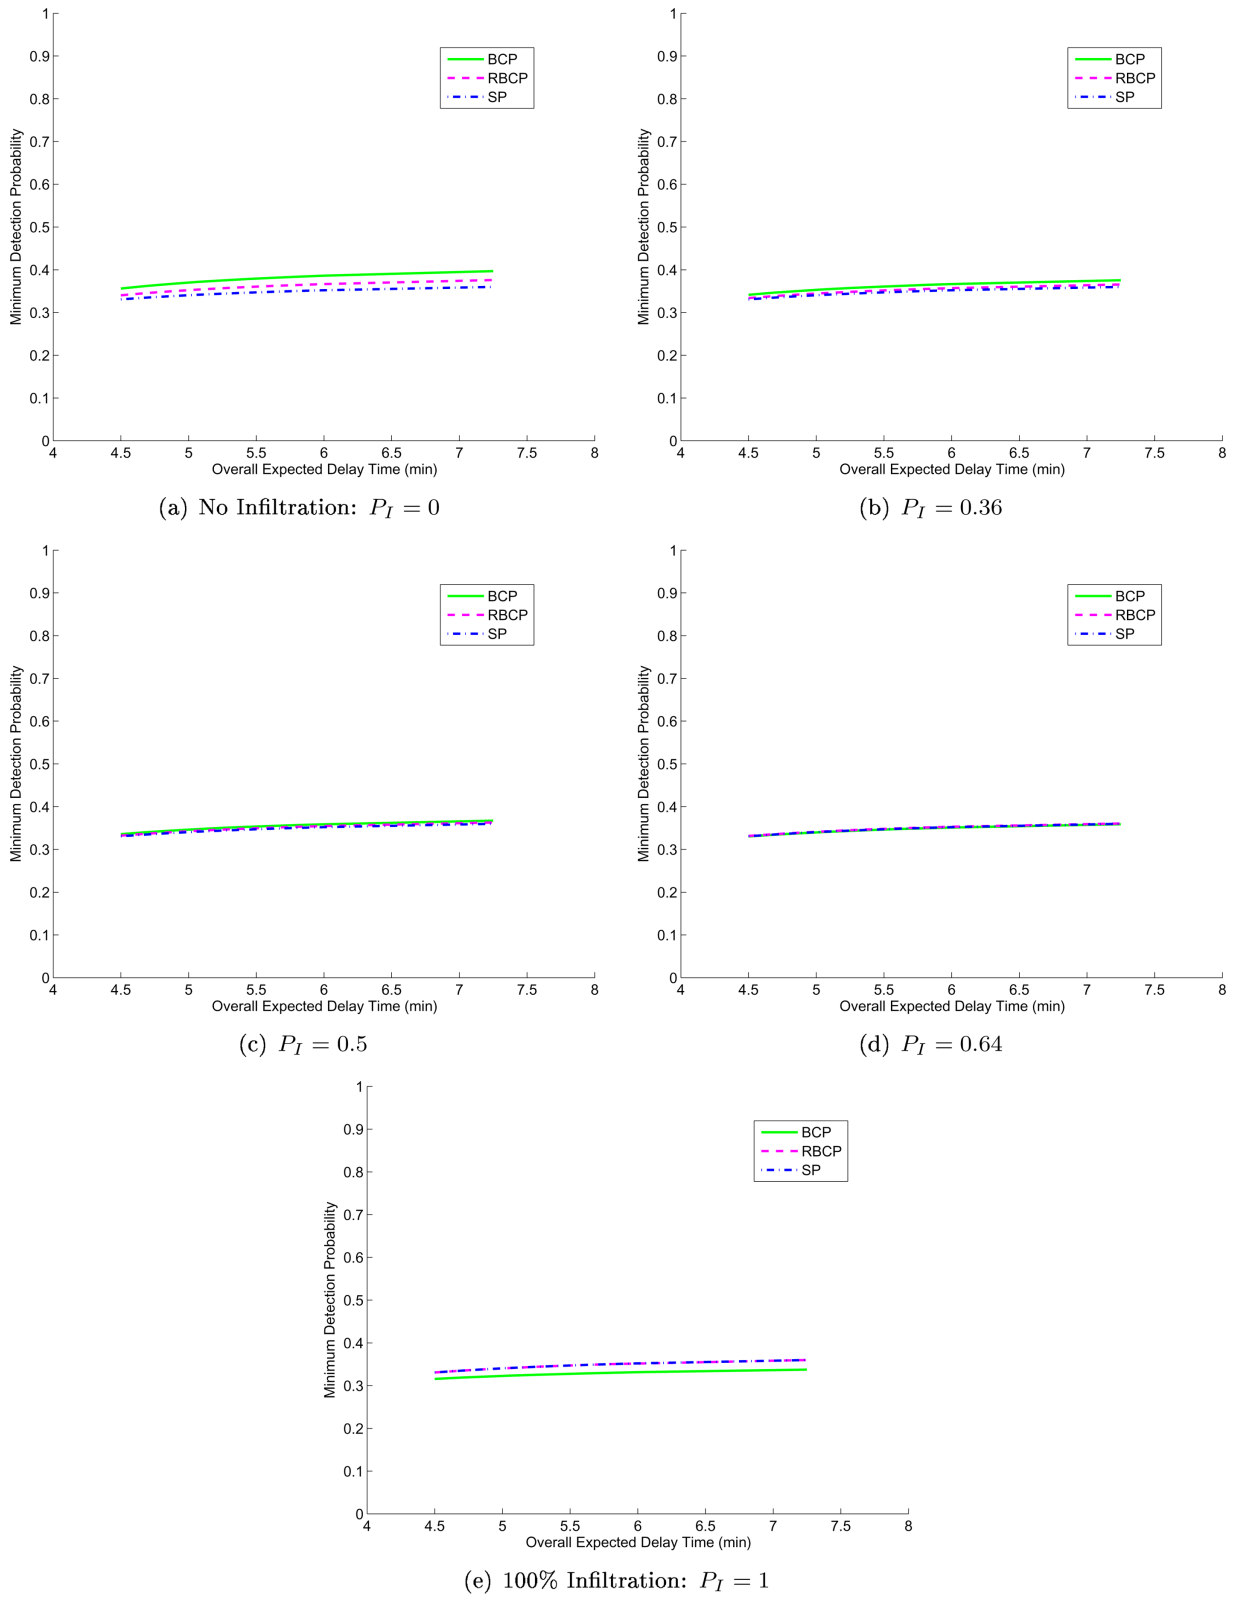 1
0.9
0.8
0.7
0.6
0.5
0.4
0.3
0.2
0.1
0
Minimum Detection Probability
BCP
RBCP
SP
4 4.5 5 5.5 6 6.5 7 7.5 8
Overall Expected Delay Time (min)
(a) No Infiltration: P_I = 0
1
0.9
0.8
0.7
0.6
0.5
0.4
0.3
0.2
0.1
0
Minimum Detection Probability
BCP
RBCP
SP
4 4.5 5 5.5 6 6.5 7 7.5 8
Overall Expected Delay Time (min)
(b) P_I = 0.36
1
0.9
0.8
0.7
0.6
0.5
0.4
0.3
0.2
0.1
0
Minimum Detection Probability
BCP
RBCP
SP
4 4.5 5 5.5 6 6.5 7 7.5 8
Overall Expected Delay Time (min)
(c) P_I = 0.5
1
0.9
0.8
0.7
0.6
0.5
0.4
0.3
0.2
0.1
0
Minimum Detection Probability
BCP
RBCP
SP
4 4.5 5 5.5 6 6.5 7 7.5 8
Overall Expected Delay Time (min)
(d) P_I = 0.64
1
0.9
0.8
0.7
0.6
0.5
0.4
0.3
0.2
0.1
0
Minimum Detection Probability
BCP
RBCP
SP
4 4.5 5 5.5 6 6.5 7 7.5 8
Overall Expected Delay Time (min)
(e) 100% Infiltration: P_I = 1